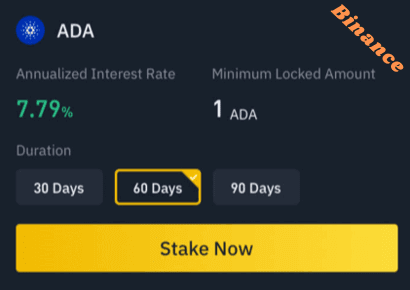 Binance
ADA
Annualized Interest Rate Minimum Locked Amount
7.79% 1 ADA
Duration
30 Days 60 Days 90 Days
Stake Now